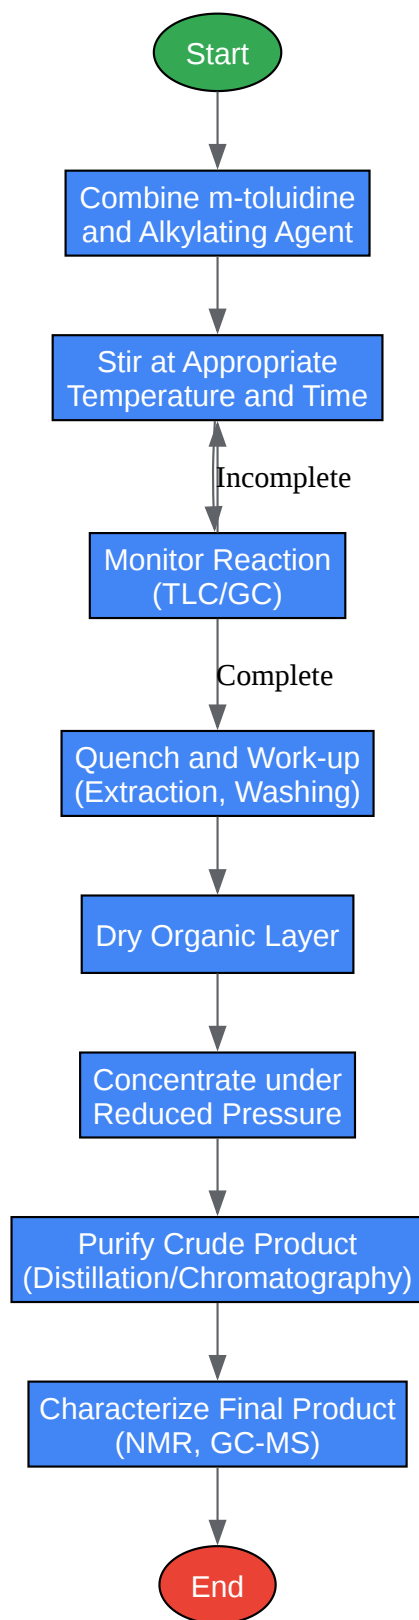 Start
Combine m-toluidine
and Alkylating Agent
Stir at Appropriate
Temperature and Time
Incomplete
Monitor Reaction
(TLC/GC)
Complete
Quench and Work-up
(Extraction, Washing)
Dry Organic Layer
Concentrate under
Reduced Pressure
Purify Crude Product
(Distillation/Chromatography)
Characterize Final Product
(NMR, GC-MS)
End